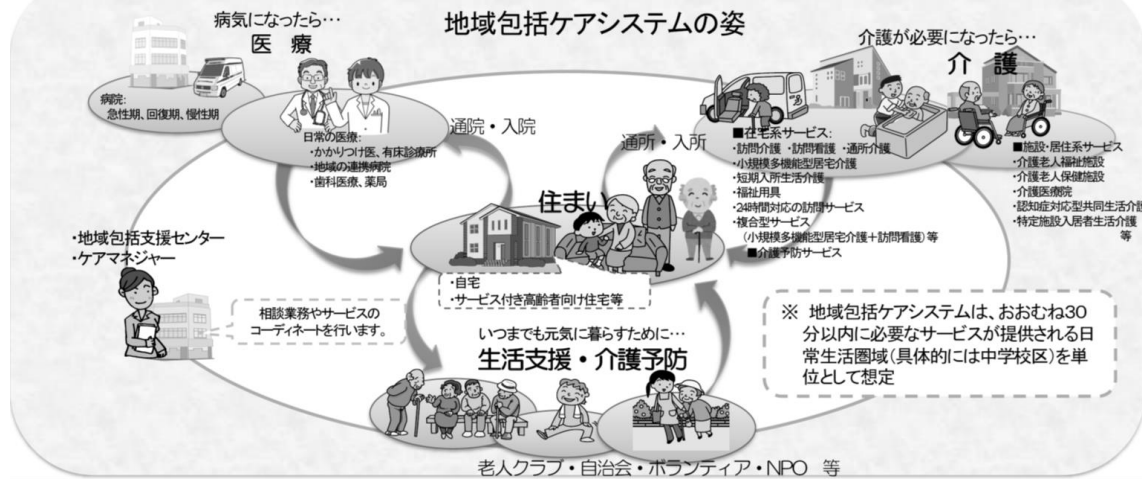 地域包括ケアシステムの姿
病気になったら…
医　療
病院:
急性期、回復期、慢性期
日常の医療:
・かかりつけ医、有床診療所
・地域の連携病院
・歯科医療、薬局
通院・入院
通所・入所
介護が必要になったら…
介　護
■在宅系サービス:
・訪問介護・訪問看護・通所介護
・小規模多機能型居宅介護
・短期入所生活介護
・福祉用具
・24時間対応の訪問サービス
・複合型サービス
（小規模多機能型居宅介護＋訪問看護）等
■介護予防サービス
■施設・居住系サービス
・介護老人福祉施設
・介護老人保健施設
・介護医療院
・認知症対応型共同生活介護
・特定施設入居者生活介護
等
住まい
・自宅
・サービス付き高齢者向け住宅等
・地域包括支援センター
・ケアマネジャー
相談業務やサービスの
コーディネートを行います。
いつまでも元気に暮らすために…
生活支援・介護予防
老人クラブ・自治会・ボランティア・NPO　等
※ 地域包括ケアシステムは、おおむね30
分以内に必要なサービスが提供される日
常生活圏域（具体的には中学校区）を単
位として想定